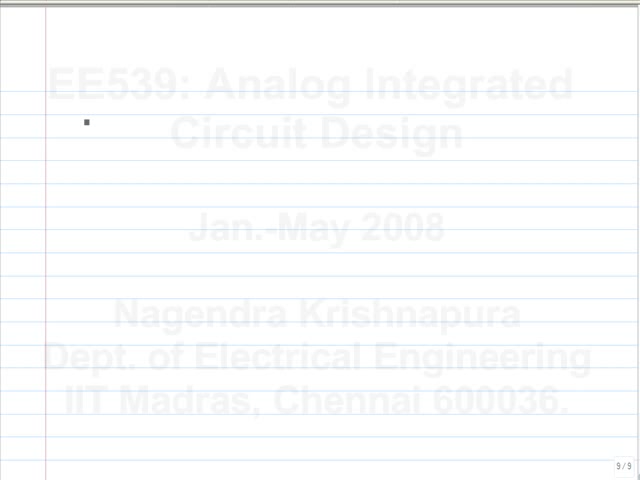 EE539: Analog Integrated
Circuit Design
Jan.-May 2008
Nagendra Krishnapura
Dept. of Electrical Engineering
IIT Madras, Chennai 600036.
9 / 9